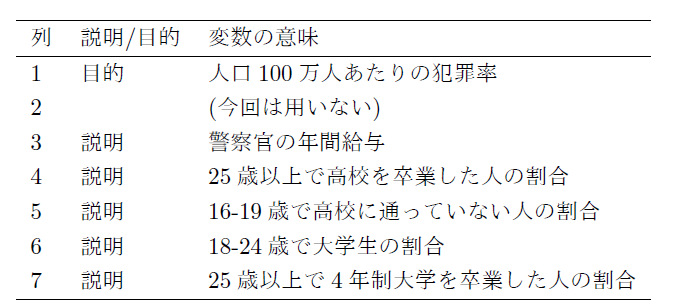 列 説明/目的 変数の意味
1 目的 人口 100 万人あたりの犯罪率
2 (今回は用いない)
3 説明 警察官の年間給与
4 説明 25 歳以上で高校を卒業した人の割合
5 説明 16-19 歳で高校に通っていない人の割合
6 説明 18-24 歳で大学生の割合
7 説明 25 歳以上で 4 年制大学を卒業した人の割合